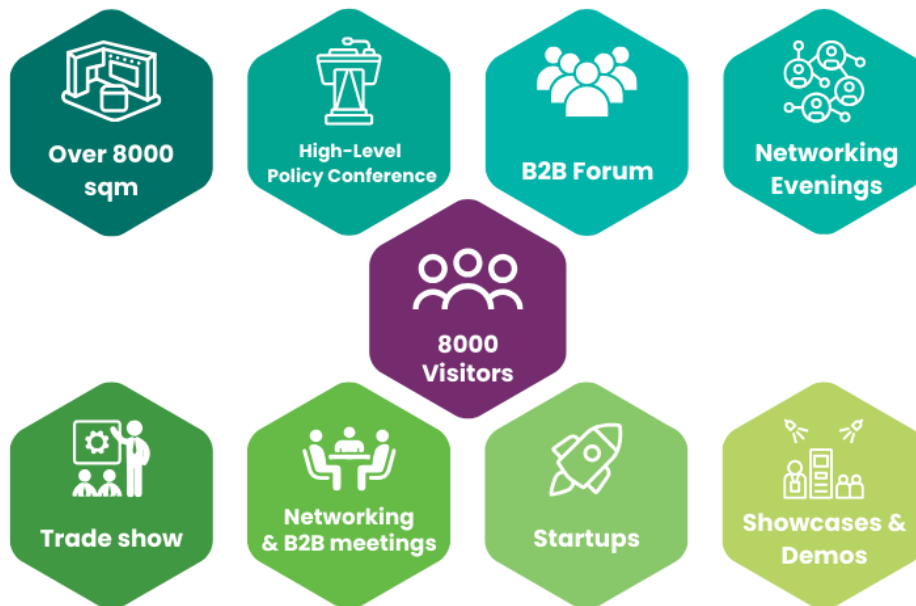 Over 8000
sqm
High-Level
Policy Conference
B2B Forum
Networking
Evenings
8000
Visitors
Trade show
Networking
& B2B meetings
Startups
Showcases &
Demos